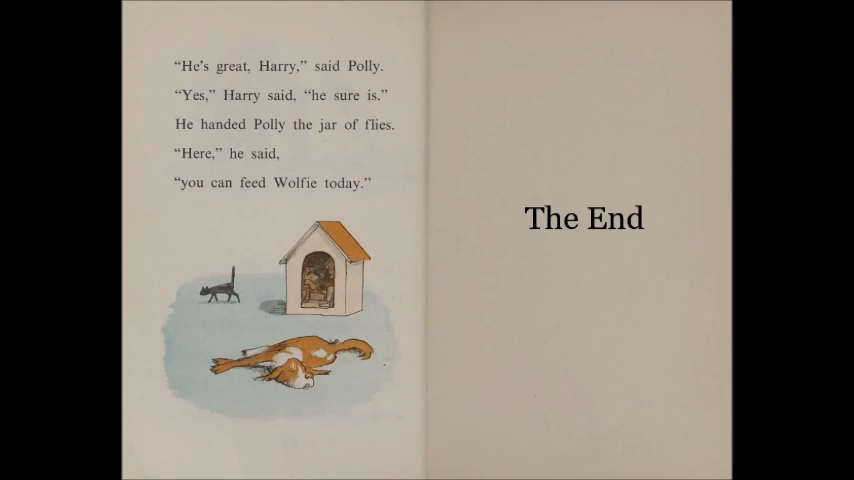 “He’s great, Harry,” said Polly.
“Yes,” Harry said, “he sure is.”
He handed Polly the jar of flies.
“Here,” he said,
“you can feed Wolfie today.”
The End